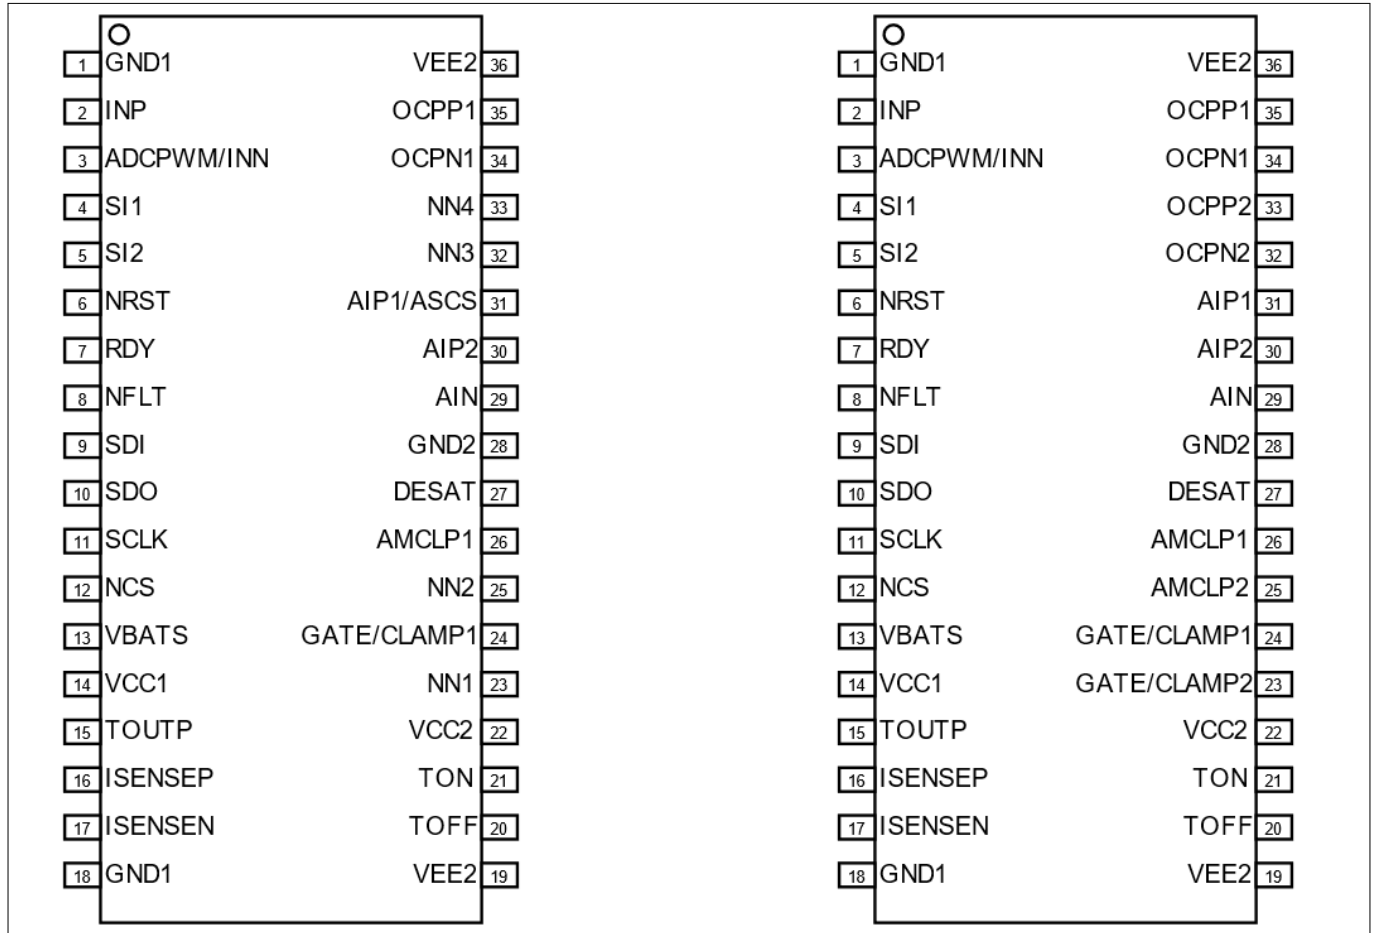 1 GND1 VEE2 36 1 GND1 VEE2 36
2 INP OCPP1 35 2 INP OCPP1 35
3 ADCPWM/INN OCPN1 34 3 ADCPWM/INN OCPN1 34
4 SI1 NN4 33 4 SI1 OCPP2 33
5 SI2 NN3 32 5 SI2 OCPN2 32
6 NRST AIP1/ASCS 31 6 NRST AIP1 31
7 RDY AIP2 30 7 RDY AIP2 30
8 NFLT AIN 29 8 NFLT AIN 29
9 SDI GND2 28 9 SDI GND2 28
10 SDO DESAT 27 10 SDO DESAT 27
11 SCLK AMCLP1 26 11 SCLK AMCLP1 26
12 NCS NN2 25 12 NCS AMCLP2 25
13 VBATS GATE/CLAMP1 24 13 VBATS GATE/CLAMP1 24
14 VCC1 NN1 23 14 VCC1 GATE/CLAMP2 23
15 TOUTP VCC2 22 15 TOUTP VCC2 22
16 ISENSEP TON 21 16 ISENSEP TON 21
17 ISENSEN TOFF 20 17 ISENSEN TOFF 20
18 GND1 VEE2 19 18 GND1 VEE2 19